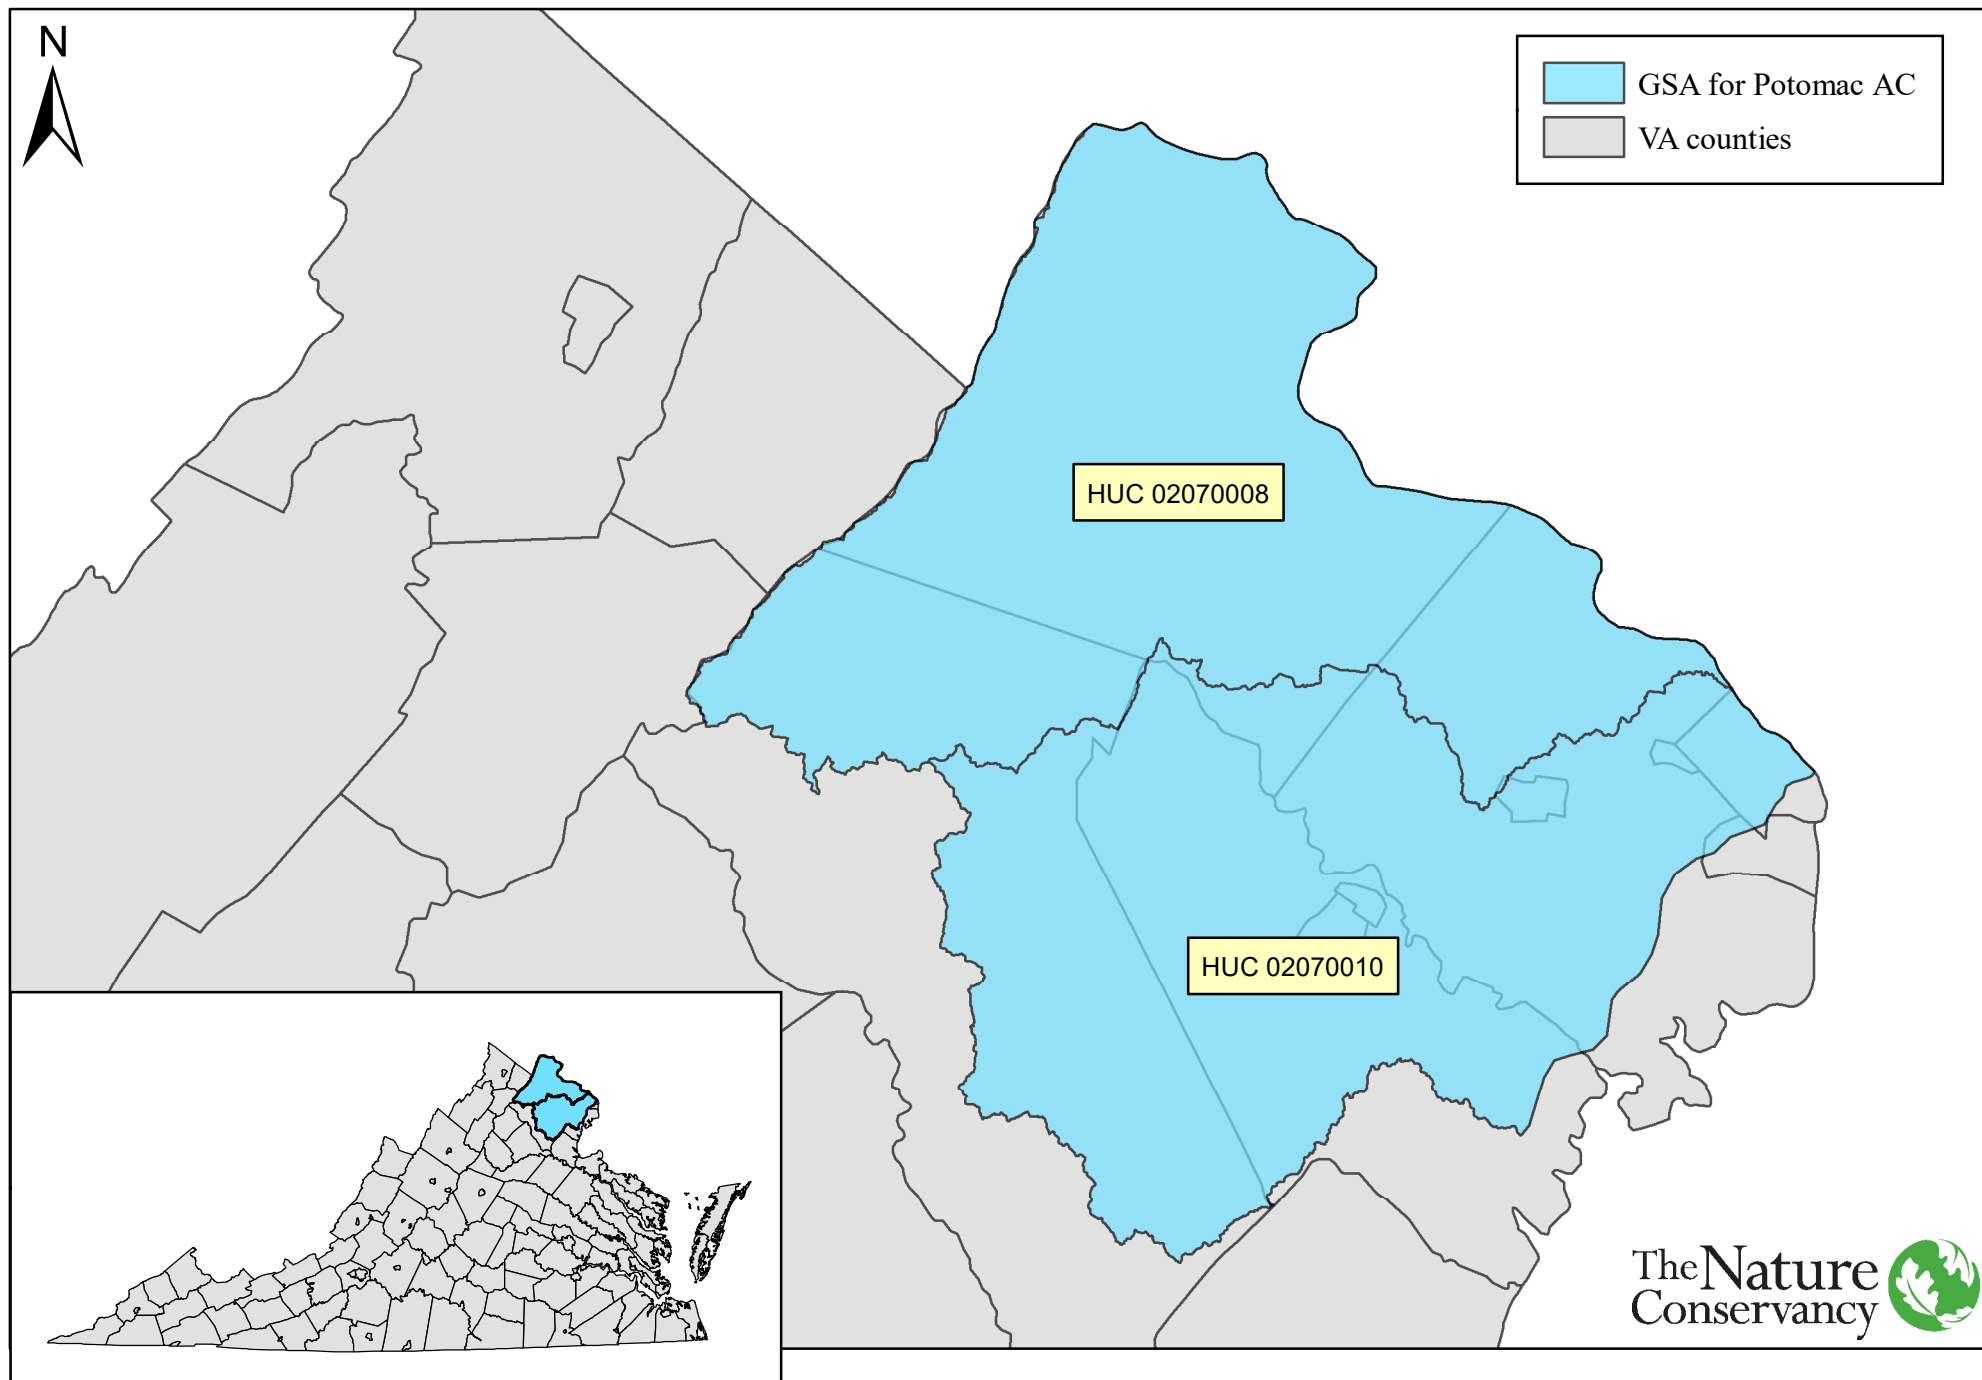 N
GSA for Potomac AC
VA counties
HUC 02070008
HUC 02070010
The Nature
Conservancy